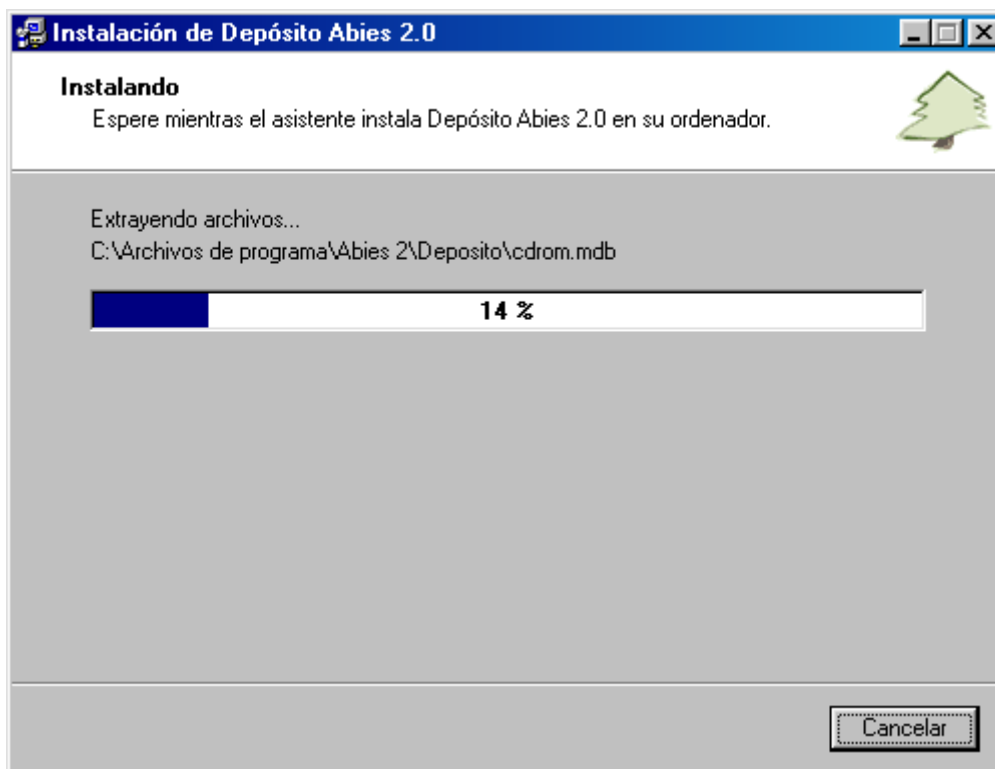 Instalación de Depósito Abies 2.0
Instalando
Espere mientras el asistente instala Depósito Abies 2.0 en su ordenador.
Extrayendo archivos...
C:\Archivos de programa\Abies 2\Deposito\cdrom.mdb
14 %
Cancelar